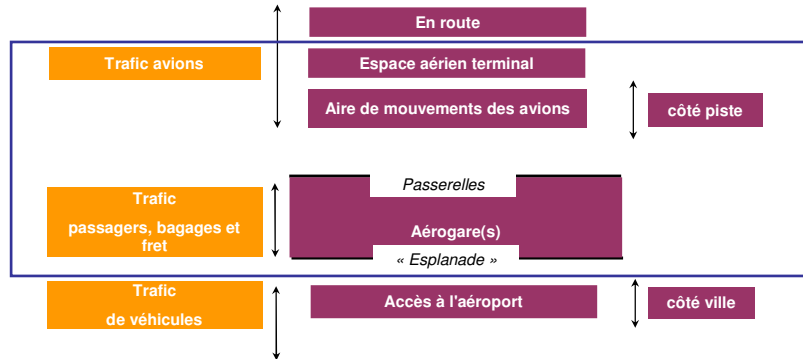 En route
Trafic avions
Espace aérien terminal
Aire de mouvements des avions
côté piste
Trafic
passagers, bagages et
fret
Passerelles
Aérogare(s)
« Esplanade »
Trafic
de véhicules
Accès à l'aéroport
côté ville